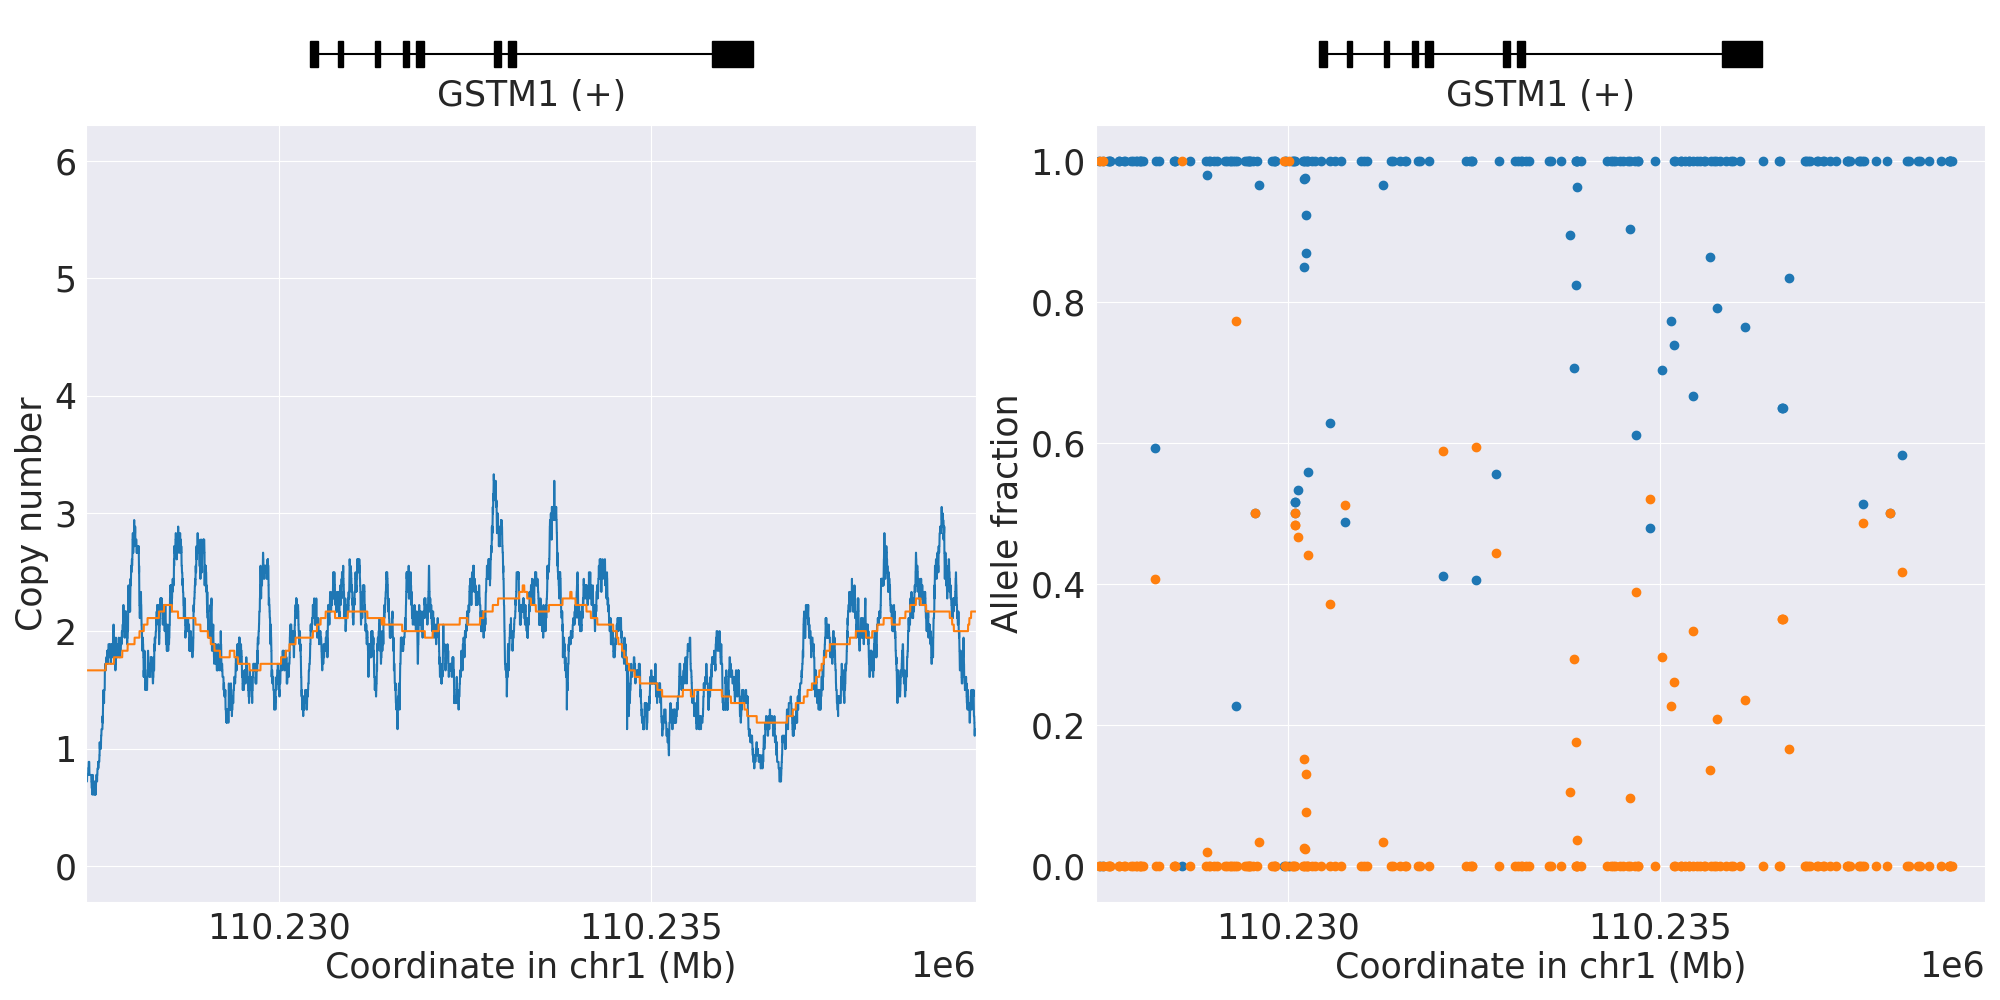 GSTM1 (+)
6
5
4
3
2
1
0
Copy number
110.230
110.235
Coordinate in chr1 (Mb)
1e6
GSTM1 (+)
1.0
0.8
0.6
0.4
0.2
0.0
Allele fraction
110.230
110.235
Coordinate in chr1 (Mb)
1e6